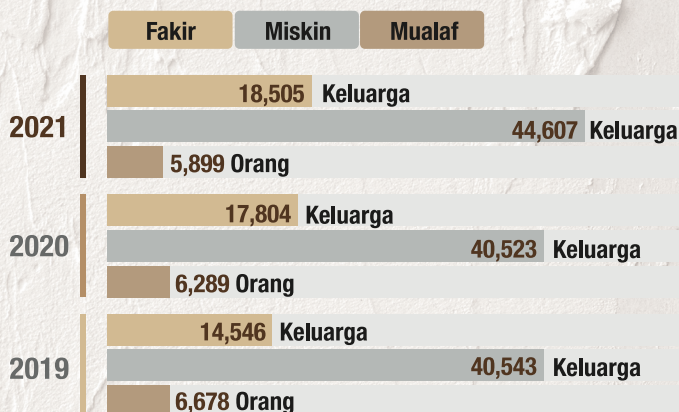 Fakir Miskin Mualaf
2021
18,505 Keluarga
44,607 Keluarga
5,899 Orang
2020
17,804 Keluarga
40,523 Keluarga
6,289 Orang
2019
14,546 Keluarga
40,543 Keluarga
6,678 Orang